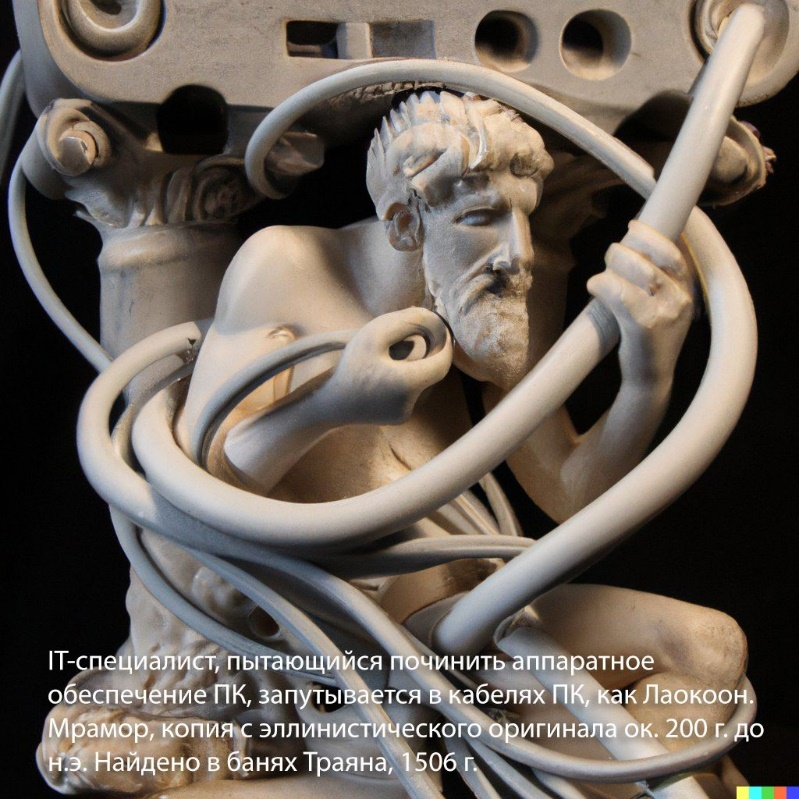 IT-специалист, пытающийся починить аппаратное
обеспечение ПК, запутывается в кабелях ПК, как Лаокоон.
Мрамор, копия с эллинистического оригинала ок. 200 г. до
н.э. Найдено в банях Траяна, 1506 г.